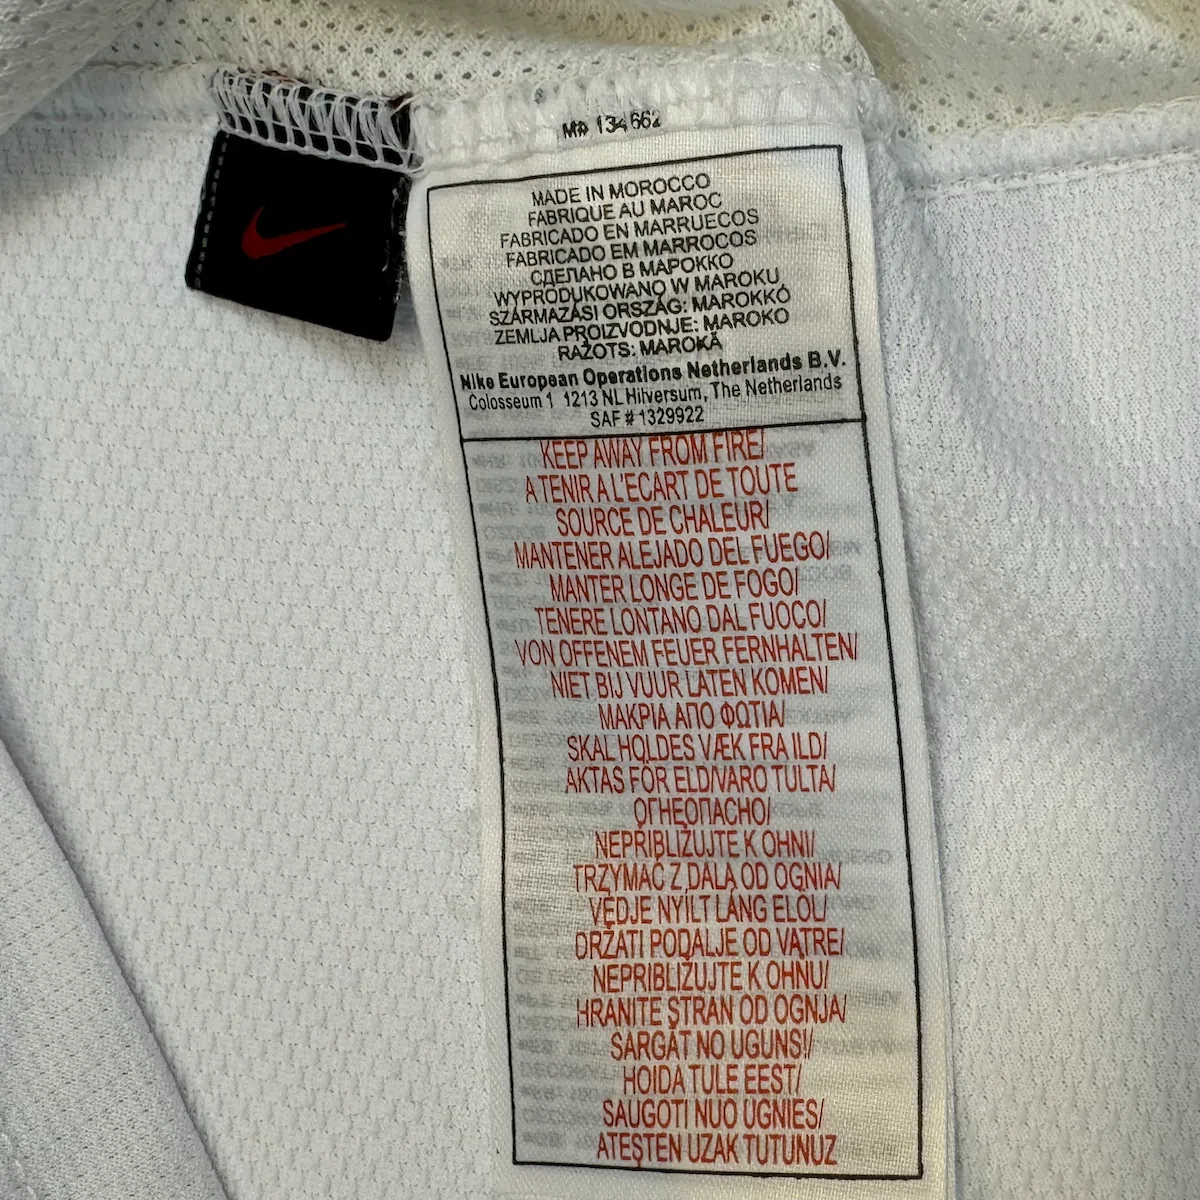 134662
MADE IN MOROCCO
FABRIQUE AU MAROC
FABRICADO EN MARRUECOS
FABRICADO EM MARROCOS
СДЕЛАНО В МАРОККО
WYPRODUKOWANO W MAROKU
SZÁRMAZÁSI ORSZÁG: MAROKKÓ
ZEMLJA PROIZVODNJE: MAROKO
RAŽOTS: MAROKĀ
Nike European Operations Netherlands B.V.
Colosseum 1 1213 NL Hilversum, The Netherlands
SAF # 1329922
KEEP AWAY FROM FIRE/
A TENIR A L'ECART DE TOUTE
SOURCE DE CHALEUR/
MANTENER ALEJADO DEL FUEGO/
MANTER LONGE DE FOGO/
TENERE LONTANO DAL FUOCO/
VON OFFENEM FEUER FERNHALTEN/
NIET BIJ VUUR LATEN KOMEN/
ΜΑΚΡΙΑ ΑΠΟ ΦΩΤΙΑ/
SKAL HOLDES VÆK FRA ILD/
AKTAS FÖR ELD/VARO TULTA/
ОГНЕОПАСНО/
NEPŘIBLIŽUJTE K OHNI/
TRZYMAĆ Z DALA OD OGNIA/
VÉDJE NYÍLT LÁNG ELŐL/
DRŽATI PODALJE OD VATRE/
NEPRIBLIŽUJTE K OHŇU/
HRANITE STRAN OD OGNJA/
SARGĀT NO UGUNS!/
HOIDA TULE EEST/
SAUGOTI NUO UGNIES/
ATEŞTEN UZAK TUTUNUZ